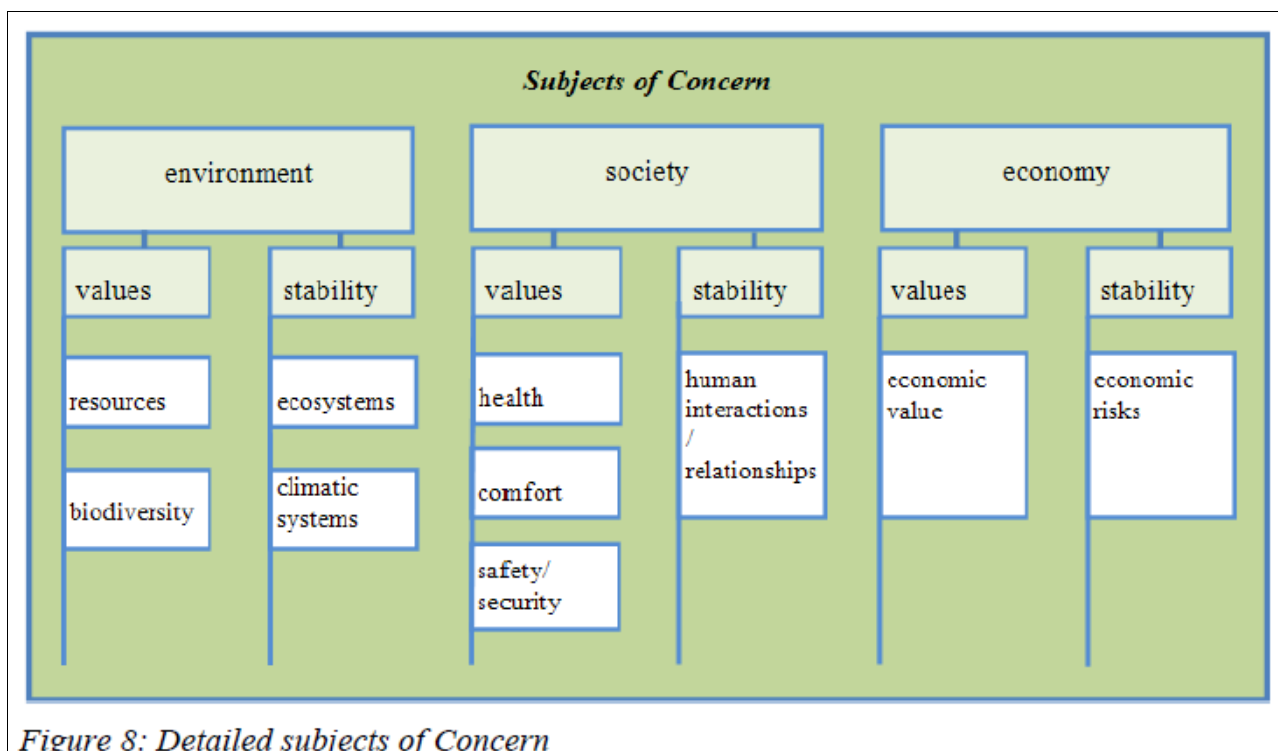 Subjects of Concern
environment
society
economy
values
stability
values
stability
values
stability
resources
biodiversity
ecosystems
climatic
systems
health
comfort
safety/
security
human
interactions
/
relationships
economic
value
economic
risks
Figure 8: Detailed subjects of Concern